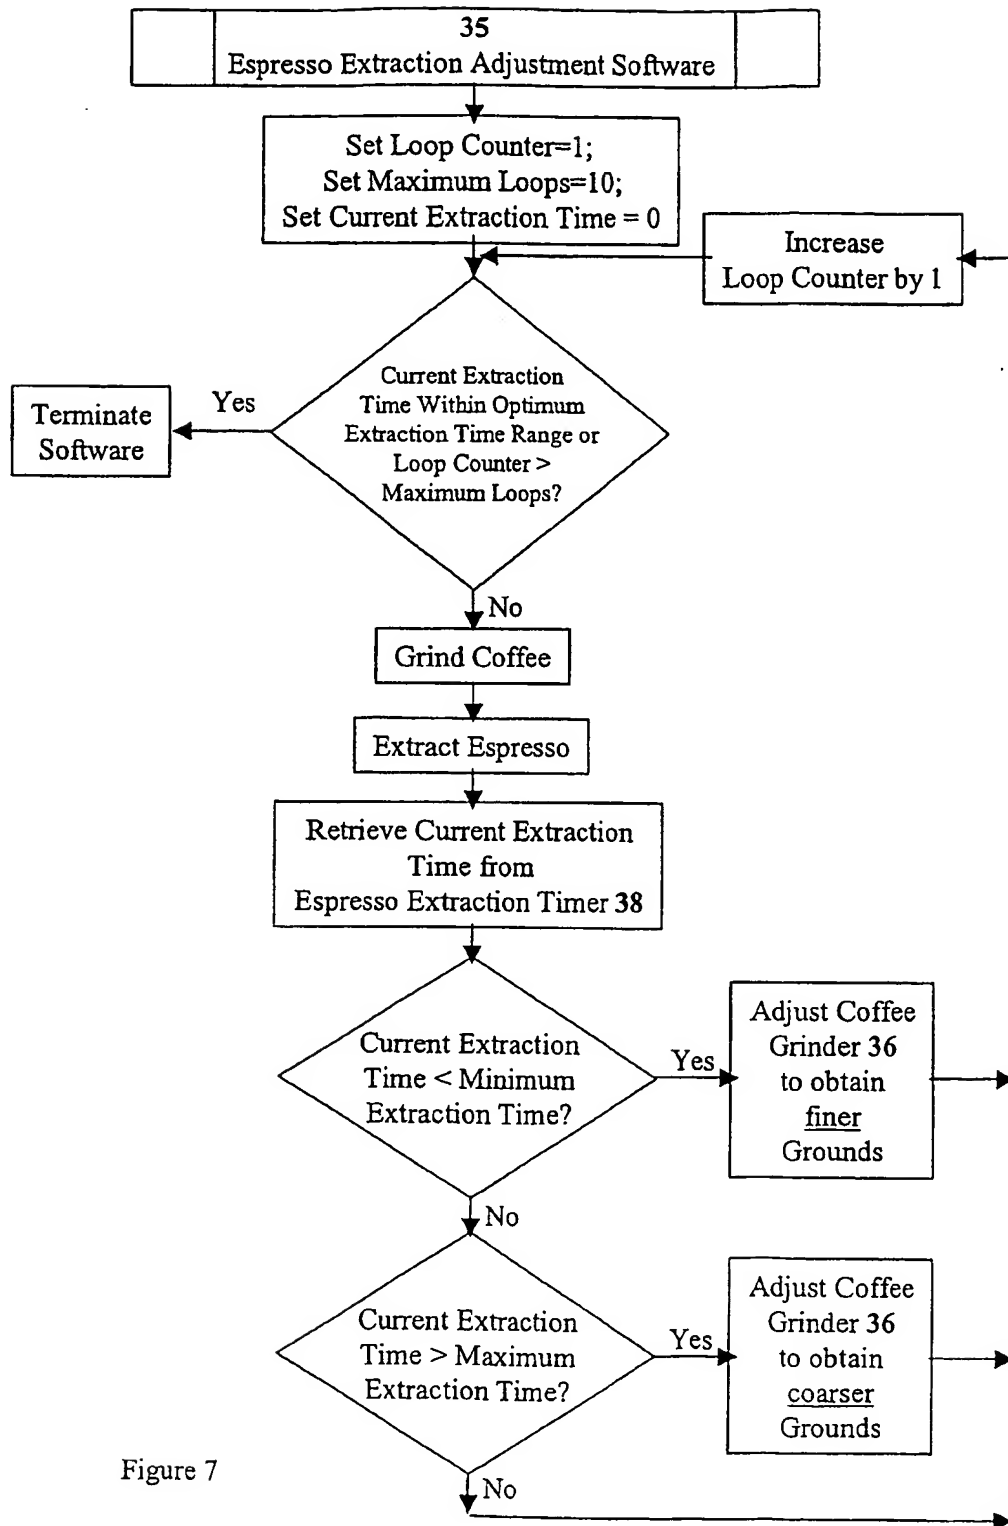 35
Espresso Extraction Adjustment Software
Set Loop Counter=1;
Set Maximum Loops=10;
Set Current Extraction Time = 0
Increase
Loop Counter by 1
Current Extraction
Time Within Optimum
Extraction Time Range or
Loop Counter >
Maximum Loops?
Yes
Terminate
Software
No
Grind Coffee
Extract Espresso
Retrieve Current Extraction
Time from
Espresso Extraction Timer 38
Current Extraction
Time < Minimum
Extraction Time?
Yes
Adjust Coffee
Grinder 36
to obtain
finer
Grounds
No
Current Extraction
Time > Maximum
Extraction Time?
Yes
Adjust Coffee
Grinder 36
to obtain
coarser
Grounds
No
Figure 7